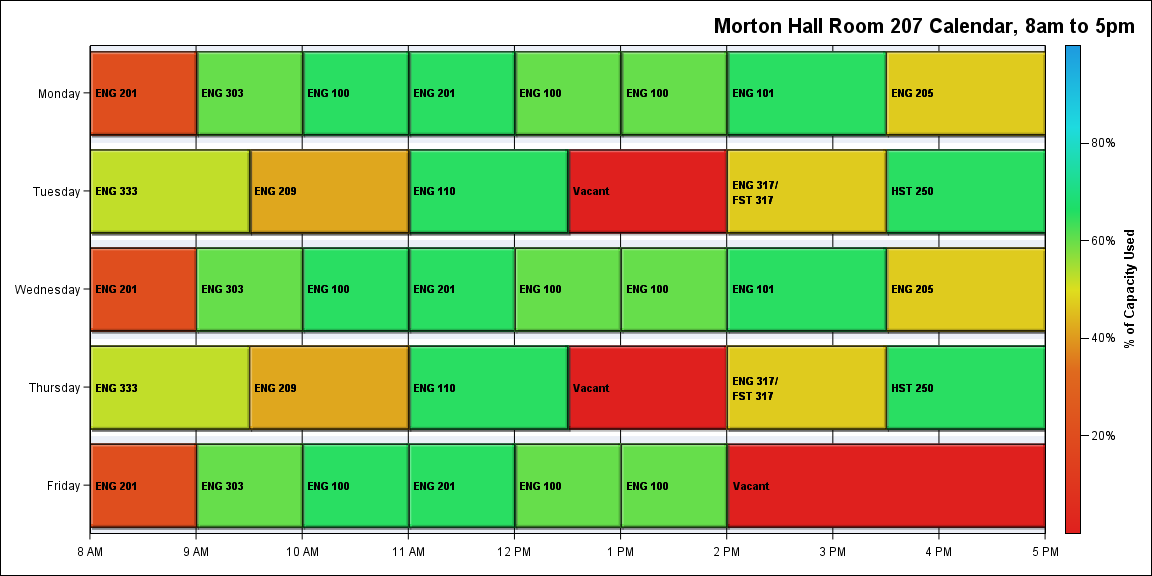 Morton Hall Room 207 Calendar, 8am to 5pm
Monday
ENG 201
ENG 303
ENG 100
ENG 201
ENG 100
ENG 100
ENG 101
ENG 205
Tuesday
ENG 333
ENG 209
ENG 110
Vacant
ENG 317/
FST 317
HST 250
Wednesday
ENG 201
ENG 303
ENG 100
ENG 201
ENG 100
ENG 100
ENG 101
ENG 205
Thursday
ENG 333
ENG 209
ENG 110
Vacant
ENG 317/
FST 317
HST 250
Friday
ENG 201
ENG 303
ENG 100
ENG 201
ENG 100
ENG 100
Vacant
8 AM
9 AM
10 AM
11 AM
12 PM
1 PM
2 PM
3 PM
4 PM
5 PM
80%
60%
40%
20%
% of Capacity Used